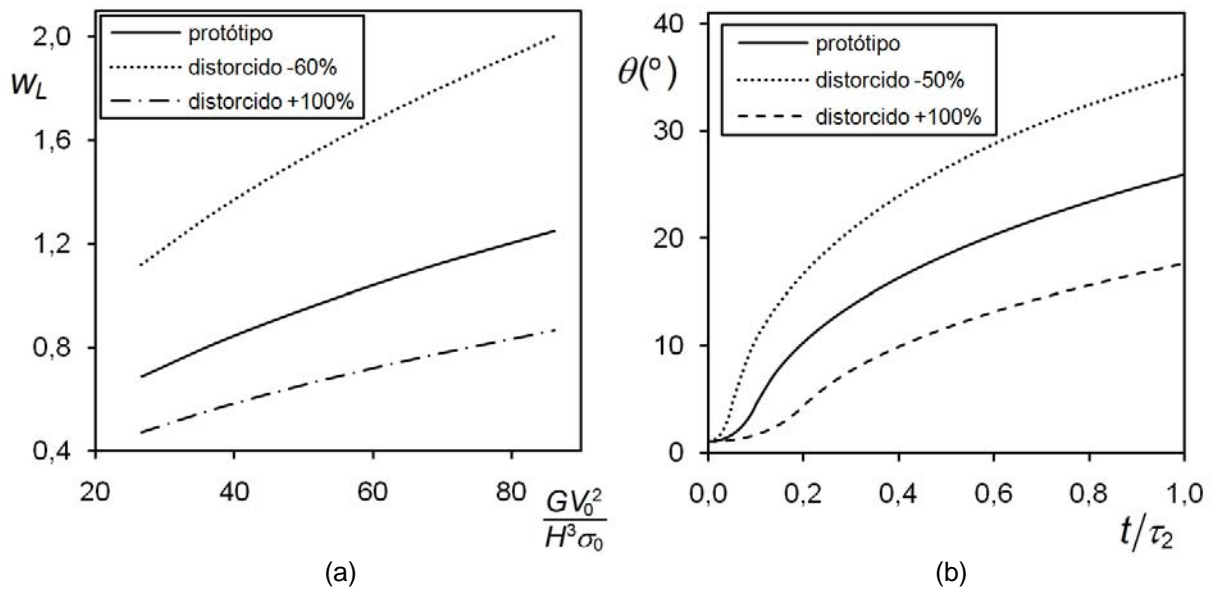 protótipo
distorcido -60%
distorcido +100%
2,0
1,6
1,2
0,8
0,4
w_L
20 40 60 80
GV₀²
H³σ₀
(a)
protótipo
distorcido -50%
distorcido +100%
40
30
20
10
0
θ(°)
0,0 0,2 0,4 0,6 0,8 1,0
t/τ₂
(b)